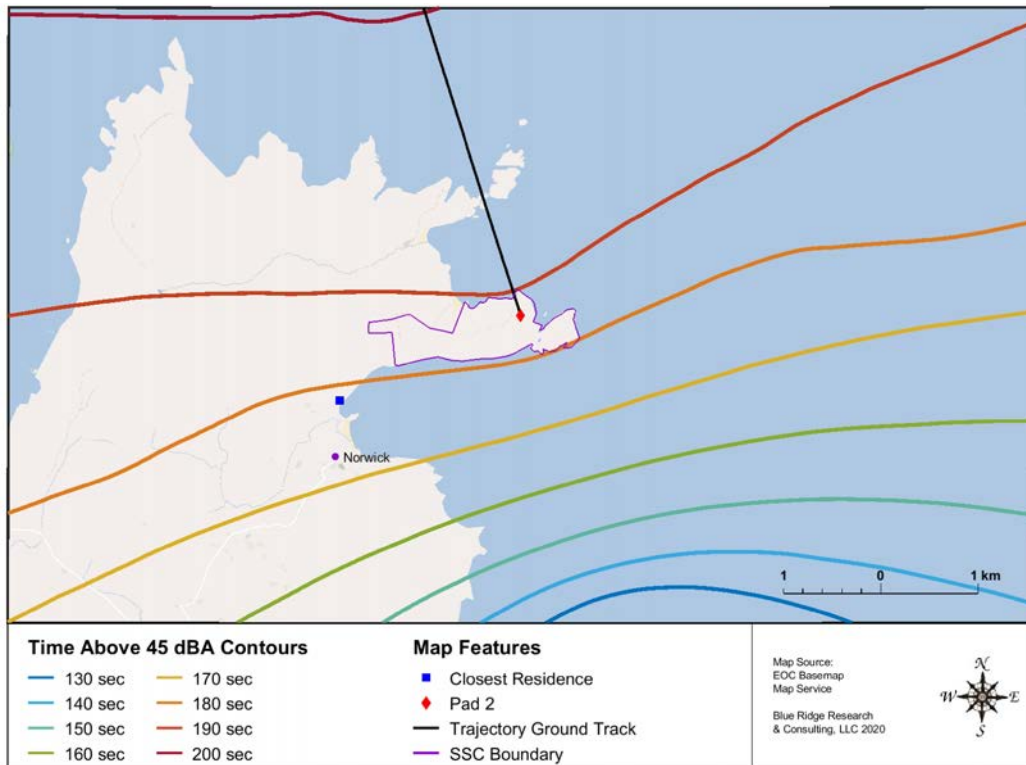 Norwick
1 0 1 km
Time Above 45 dBA Contours
130 sec
140 sec
150 sec
160 sec
170 sec
180 sec
190 sec
200 sec
Map Features
Closest Residence
Pad 2
Trajectory Ground Track
SSC Boundary
Map Source:
EOC Basemap
Map Service
Blue Ridge Research
& Consulting, LLC 2020
N
W E
S